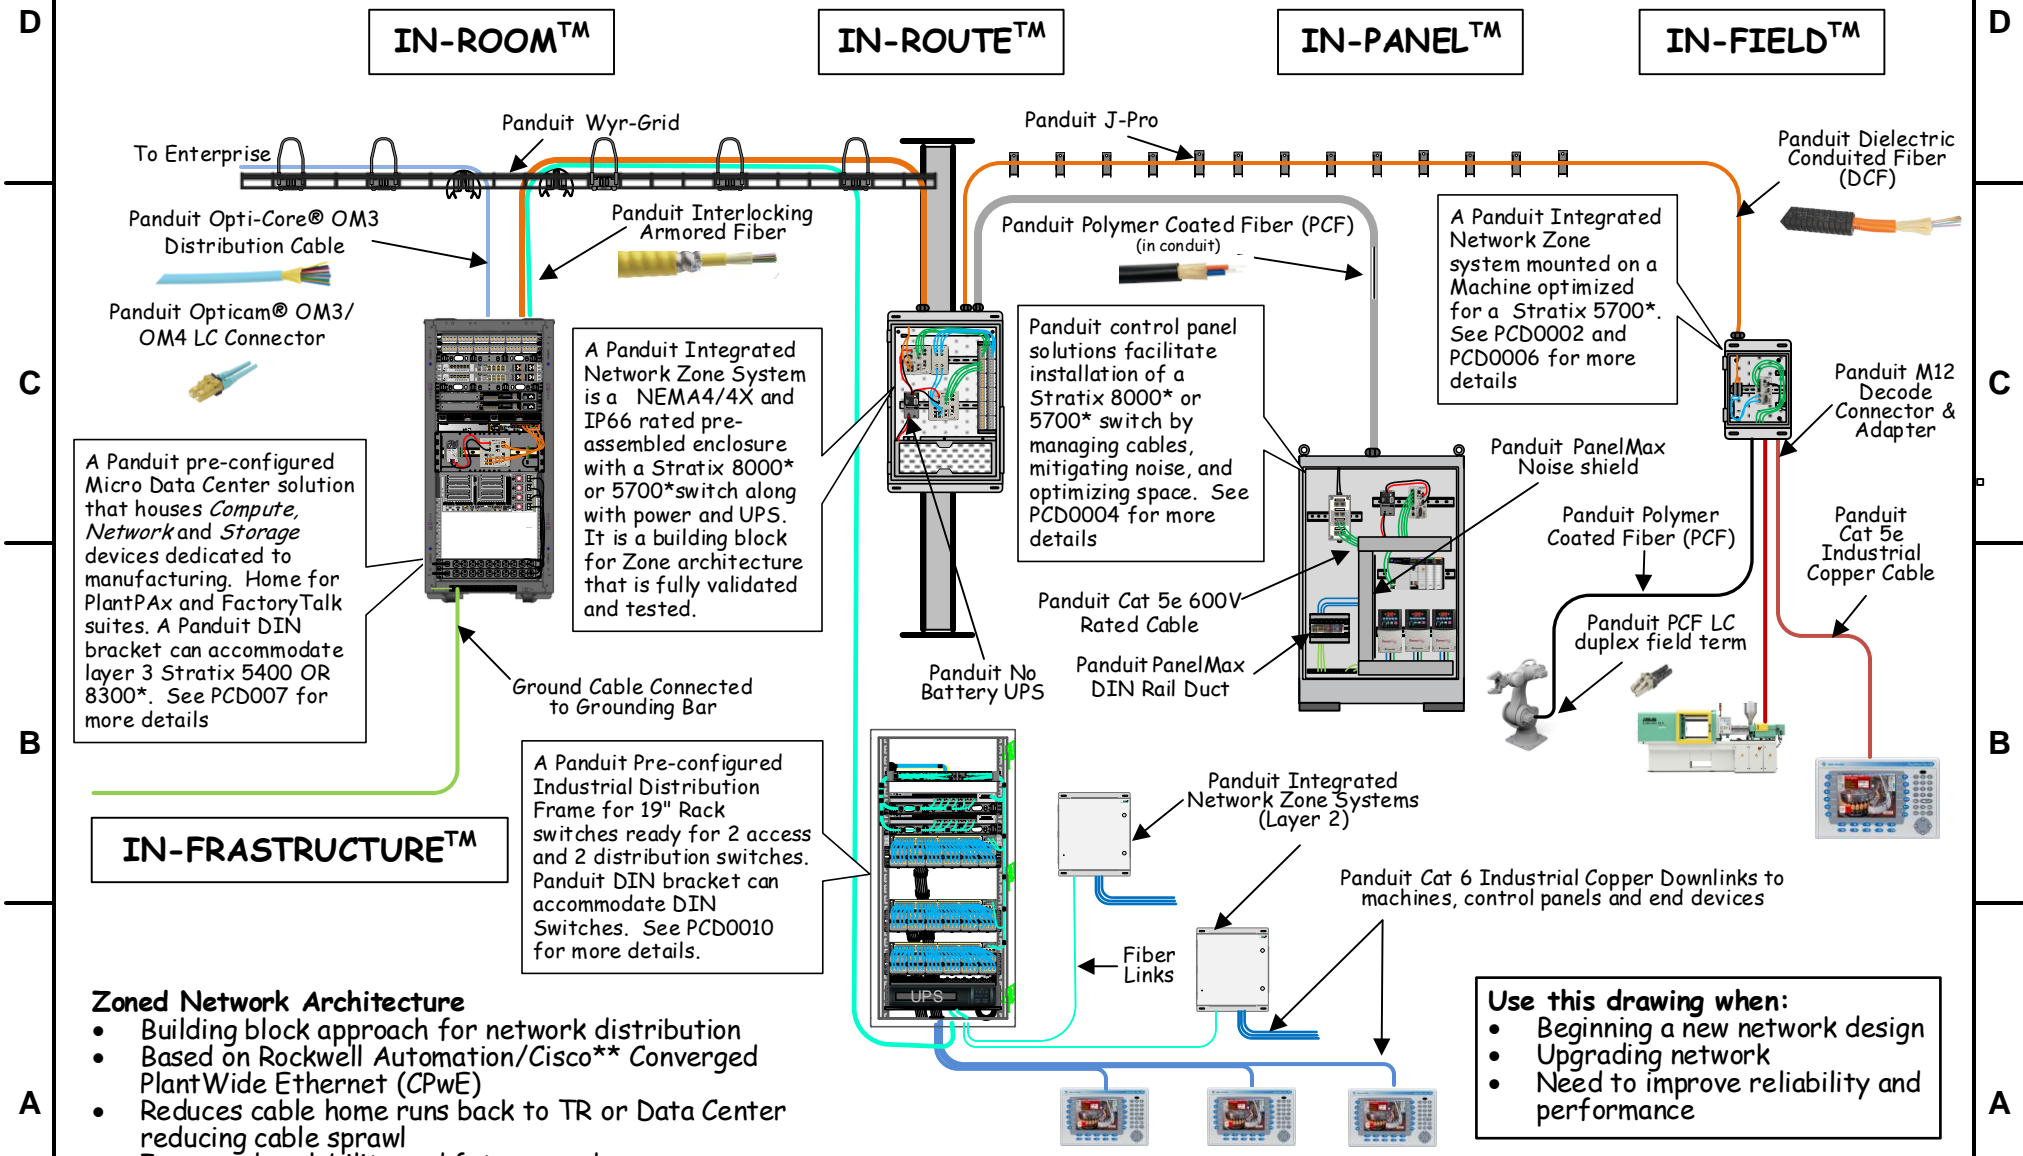 D
IN-ROOM™
IN-ROUTE™
IN-PANEL™
IN-FIELD™
D
Panduit Wyr-Grid
To Enterprise
Panduit J-Pro
Panduit Dielectric
Conduited Fiber
(DCF)
Panduit Opti-Core® OM3
Distribution Cable
Panduit Interlocking
Armored Fiber
Panduit Polymer Coated Fiber (PCF)
(in conduit)
A Panduit Integrated
Network Zone
system mounted on a
Machine optimized
for a Stratix 5700*.
See PCD0002 and
PCD0006 for more
details
Panduit Opticam® OM3/
OM4 LC Connector
C
A Panduit Integrated
Network Zone System
is a NEMA4/4X and
IP66 rated pre-
assembled enclosure
with a Stratix 8000*
or 5700*switch along
with power and UPS.
It is a building block
for Zone architecture
that is fully validated
and tested.
Panduit control panel
solutions facilitate
installation of a
Stratix 8000* or
5700* switch by
managing cables,
mitigating noise, and
optimizing space. See
PCD0004 for more
details
Panduit M12
Decode
Connector &
Adapter
C
A Panduit pre-configured
Micro Data Center solution
that houses Compute,
Network and Storage
devices dedicated to
manufacturing. Home for
PlantPAx and FactoryTalk
suites. A Panduit DIN
bracket can accommodate
layer 3 Stratix 5400 OR
8300*. See PCD007 for
more details
Panduit PanelMax
Noise shield
Panduit Polymer
Coated Fiber (PCF)
Panduit
Cat 5e
Industrial
Copper Cable
Panduit Cat 5e 600V
Rated Cable
Panduit PCF LC
duplex field term
Panduit No
Battery UPS
Panduit PanelMax
DIN Rail Duct
Ground Cable Connected
to Grounding Bar
B
A Panduit Pre-configured
Industrial Distribution
Frame for 19" Rack
switches ready for 2 access
and 2 distribution switches.
Panduit DIN bracket can
accommodate DIN
Switches. See PCD0010
for more details.
Panduit Integrated
Network Zone Systems
(Layer 2)
B
IN-FRASTRUCTURE™
Panduit Cat 6 Industrial Copper Downlinks to
machines, control panels and end devices
Fiber
Links
UPS
Zoned Network Architecture
• Building block approach for network distribution
• Based on Rockwell Automation/Cisco** Converged
PlantWide Ethernet (CPwE)
• Reduces cable home runs back to TR or Data Center
reducing cable sprawl
Use this drawing when:
• Beginning a new network design
• Upgrading network
• Need to improve reliability and
performance
A
A